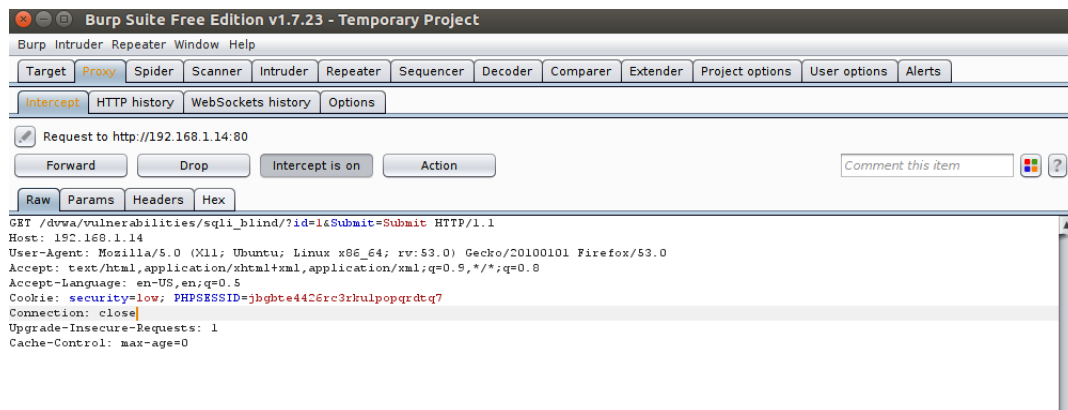 Burp Suite Free Edition v1.7.23 - Temporary Project
Burp Intruder Repeater Window Help
Target Proxy Spider Scanner Intruder Repeater Sequencer Decoder Comparer Extender Project options User options Alerts
Intercept HTTP history WebSockets history Options
Request to http://192.168.1.14:80
Forward Drop Intercept is on Action Comment this item ?
Raw Params Headers Hex
GET /dvwa/vulnerabilities/sqli_blind/?id=1&Submit=Submit HTTP/1.1
Host: 192.168.1.14
User-Agent: Mozilla/5.0 (X11; Ubuntu; Linux x86_64; rv:53.0) Gecko/20100101 Firefox/53.0
Accept: text/html,application/xhtml+xml,application/xml;q=0.9,*/*;q=0.8
Accept-Language: en-US,en;q=0.5
Cookie: security=low; PHPSESSID=jbgbte4426rc3rkulpopqrdtq7
Connection: close
Upgrade-Insecure-Requests: 1
Cache-Control: max-age=0